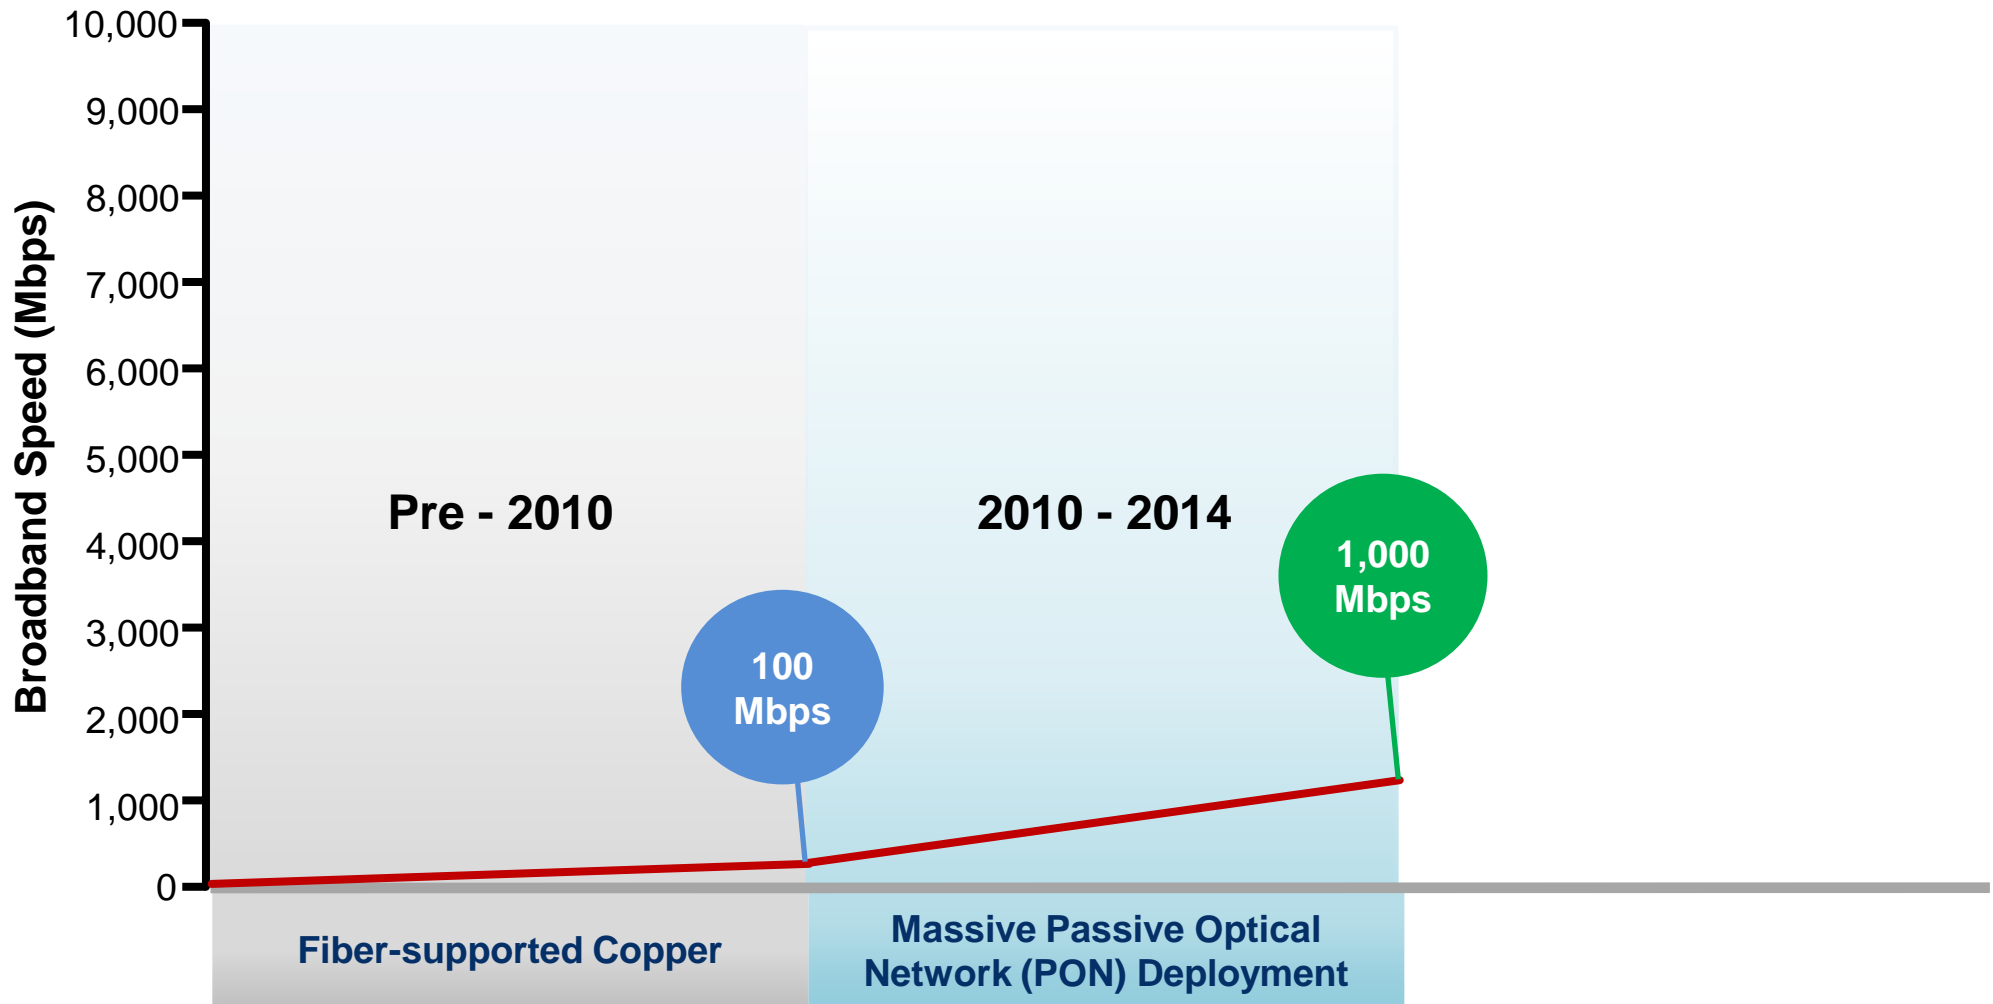 10,000
9,000
8,000
7,000
6,000
5,000
4,000
3,000
2,000
1,000
0
Broadband Speed (Mbps)
Pre - 2010
2010 - 2014
100
Mbps
1,000
Mbps
Fiber-supported Copper
Massive Passive Optical
Network (PON) Deployment